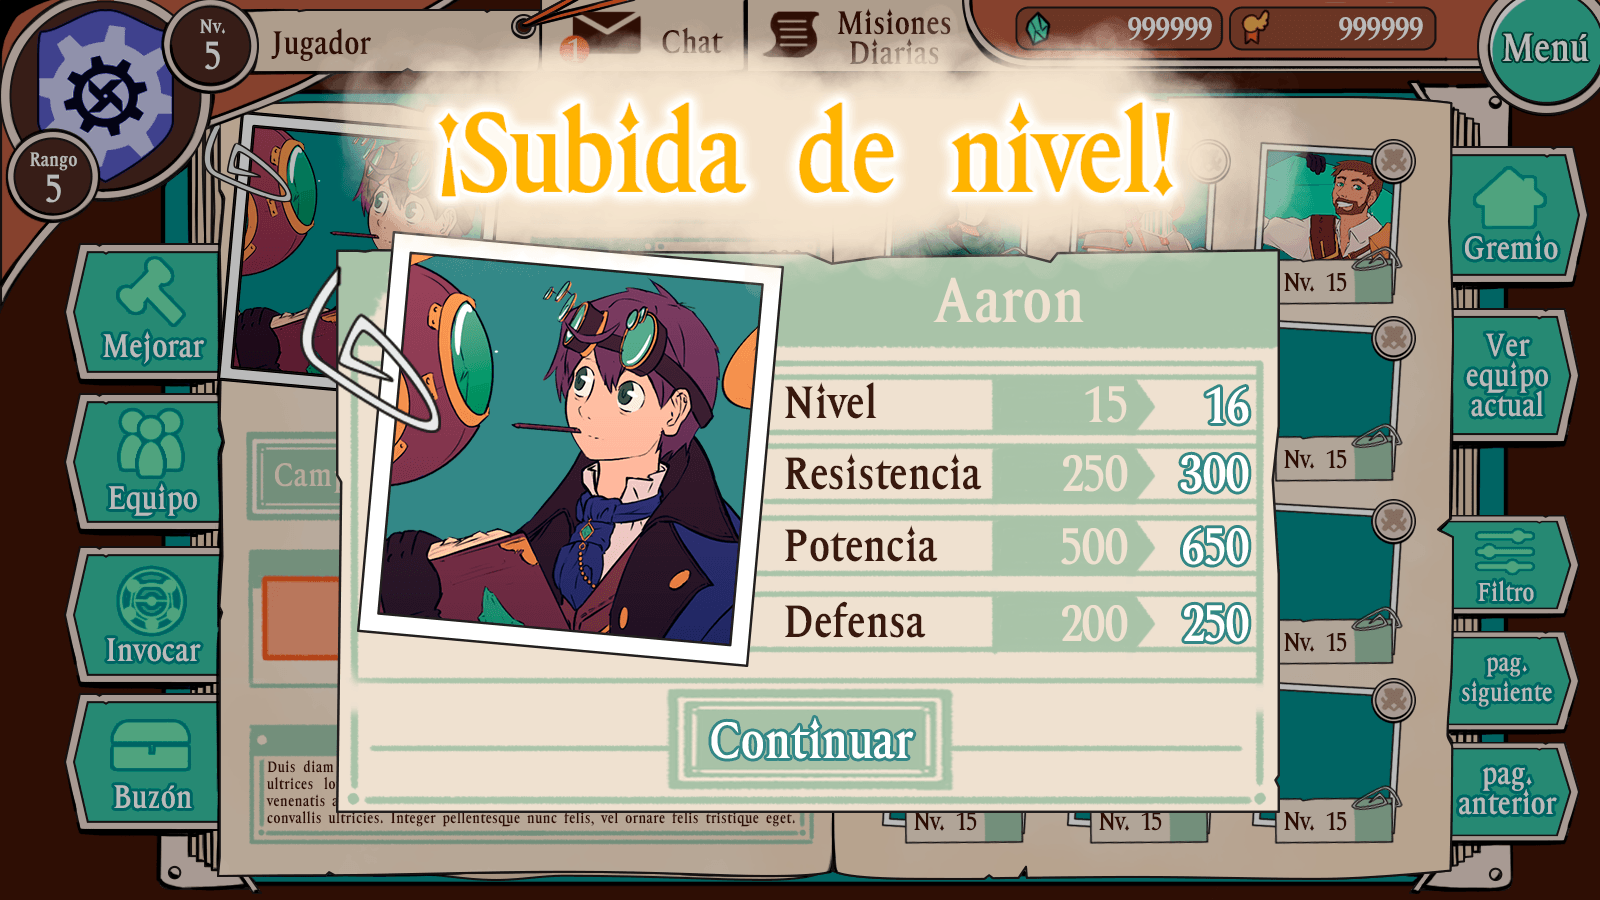 Nv.
5
Jugador
1
Chat
Misiones
Diarias
999999
999999
Menú
Rango
5
¡Subida de nivel!
Mejorar
Equipo
Invocar
Buzón
Aaron
Nivel 15 16
Resistencia 250 300
Potencia 500 650
Defensa 200 250
Continuar
Duis diam
ultrices
venenatis
convallis ultricies. Integer pellentesque nunc felis, vel ornare felis tristique eget.
Nv. 15
Nv. 15
Nv. 15
Nv. 15
Nv. 15
Nv. 15
Gremio
Ver
equipo
actual
Filtro
pag.
siguiente
pag.
anterior